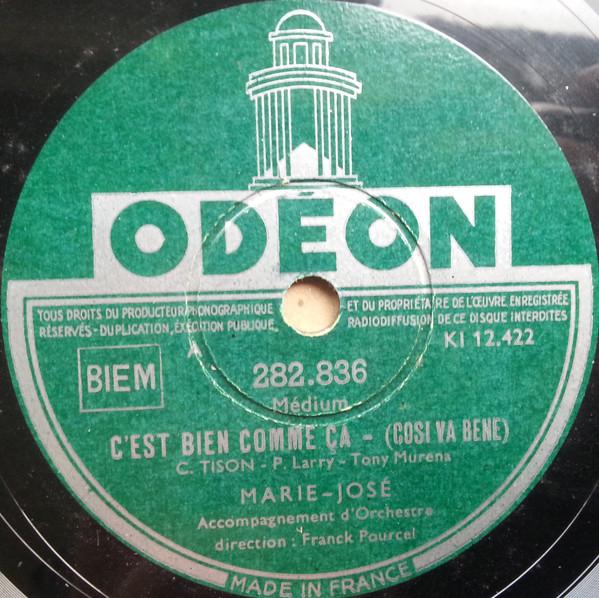 ODEON
TOUS DROITS DU PRODUCTEUR PHONOGRAPHIQUE ET DU PROPRIÉTAIRE DE L'ŒUVRE ENREGISTRÉE
RÉSERVÉS - DUPLICATION, EXÉCUTION PUBLIQUE, RADIODIFFUSION DE CE DISQUE INTERDITES
KI 12.422
A
BIEM
282.836
Médium
C'EST BIEN COMME ÇA - (COSI VA BENE)
C. TISON - P. Larry - Tony Murena
MARIE-JOSÉ
Accompagnement d'Orchestre
direction : Franck Pourcel
MADE IN FRANCE